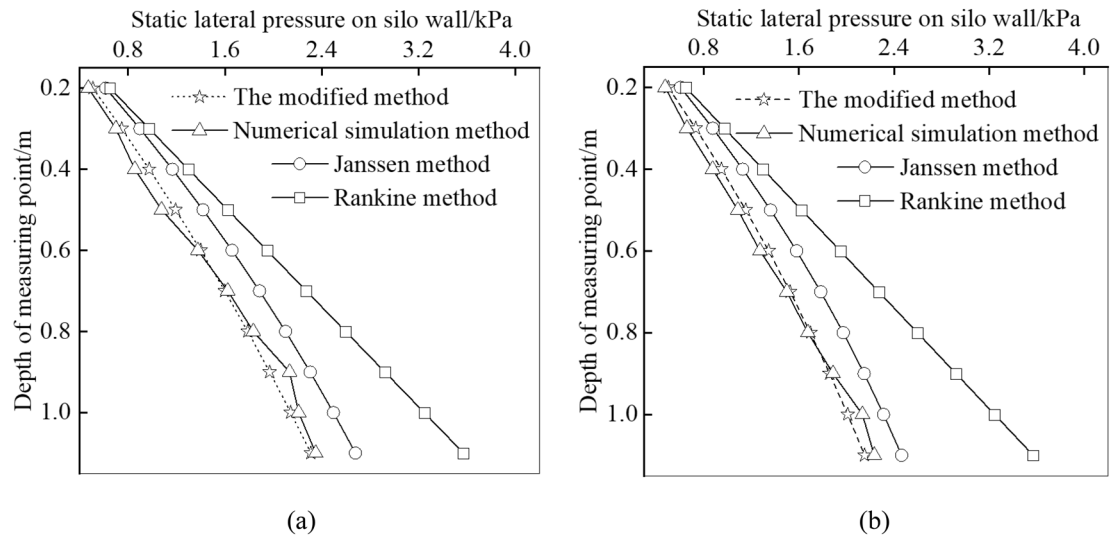 Static lateral pressure on silo wall/kPa
0.8 1.6 2.4 3.2 4.0
Depth of measuring point/m
0.2
0.4
0.6
0.8
1.0
The modified method
Numerical simulation method
Janssen method
Rankine method
(a)
Static lateral pressure on silo wall/kPa
0.8 1.6 2.4 3.2 4.0
Depth of measuring point/m
0.2
0.4
0.6
0.8
1.0
The modified method
Numerical simulation method
Janssen method
Rankine method
(b)